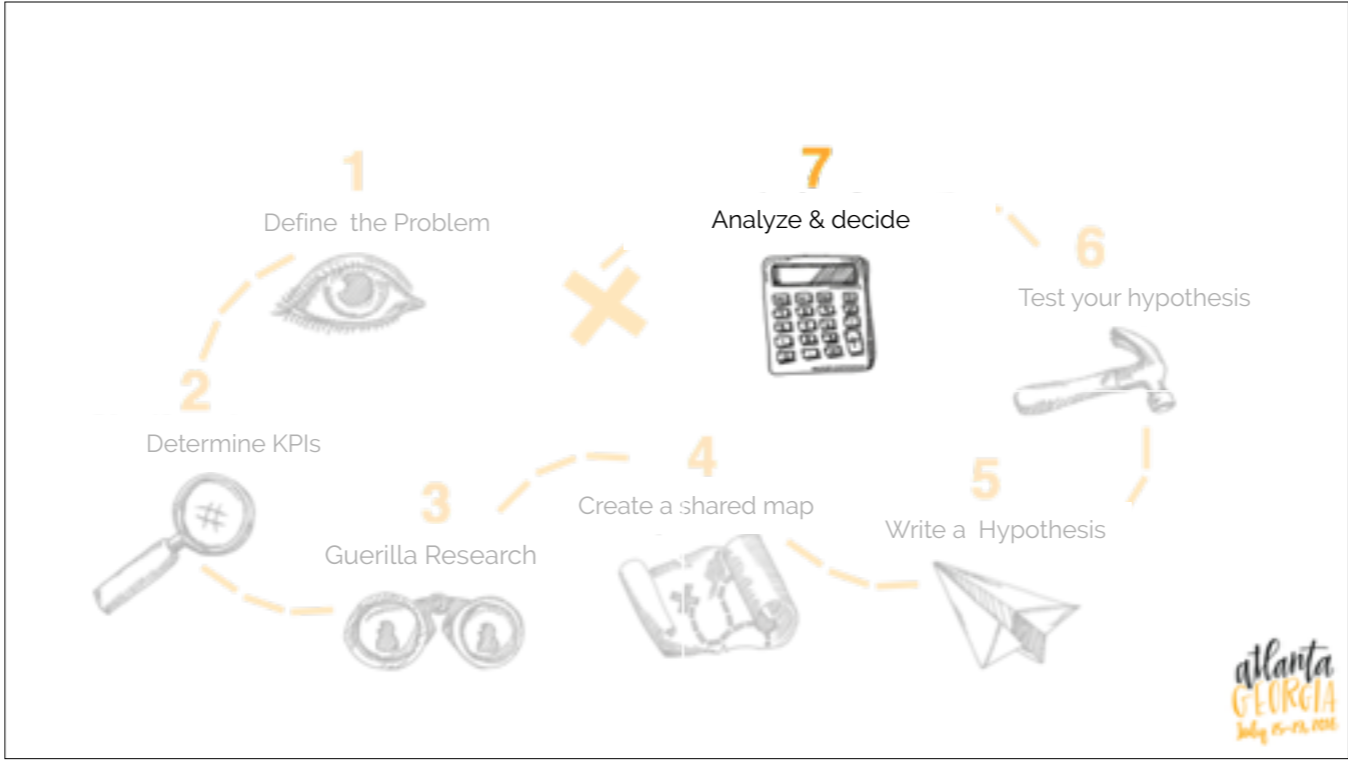 1
Define the Problem
2
Determine KPIs
3
Guerilla Research
4
Create a shared map
5
Write a Hypothesis
6
Test your hypothesis
7
Analyze & decide
atlanta
GEORGIA
July